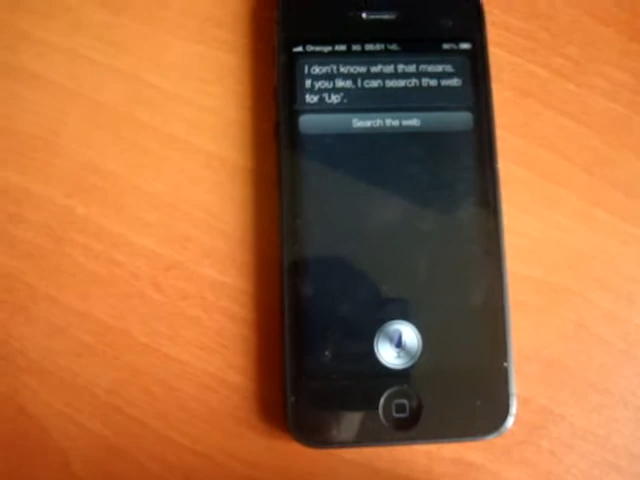 Orange AM 3G
I don't know what that means.
If you like, I can search the web
for 'Up'.
Search the web